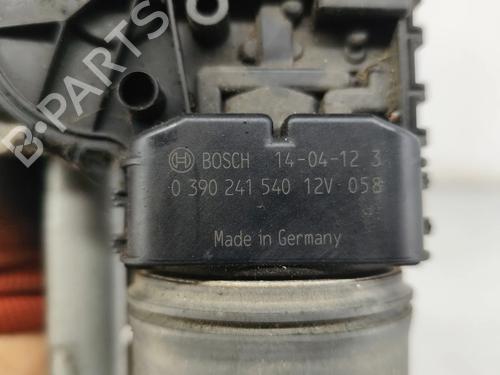 B-PARTS
BOSCH 14-04-12 3
0 390 241 540 12V 058
Made in Germany